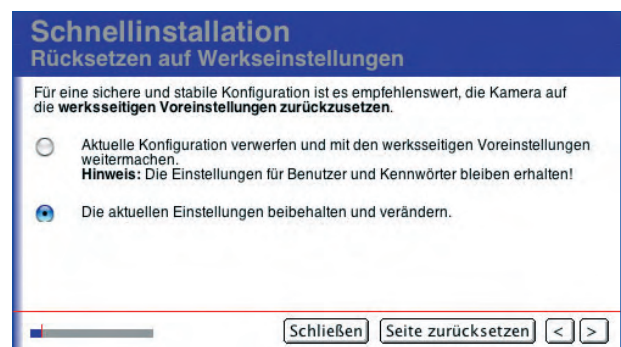 Schnellinstallation
Rücksetzen auf Werkseinstellungen
Für eine sichere und stabile Konfiguration ist es empfehlenswert, die Kamera auf
die werksseitigen Voreinstellungen zurückzusetzen.
Aktuelle Konfiguration verwerfen und mit den werksseitigen Voreinstellungen
weitermachen.
Hinweis: Die Einstellungen für Benutzer und Kennwörter bleiben erhalten!
Die aktuellen Einstellungen beibehalten und verändern.
Schließen Seite zurücksetzen < >